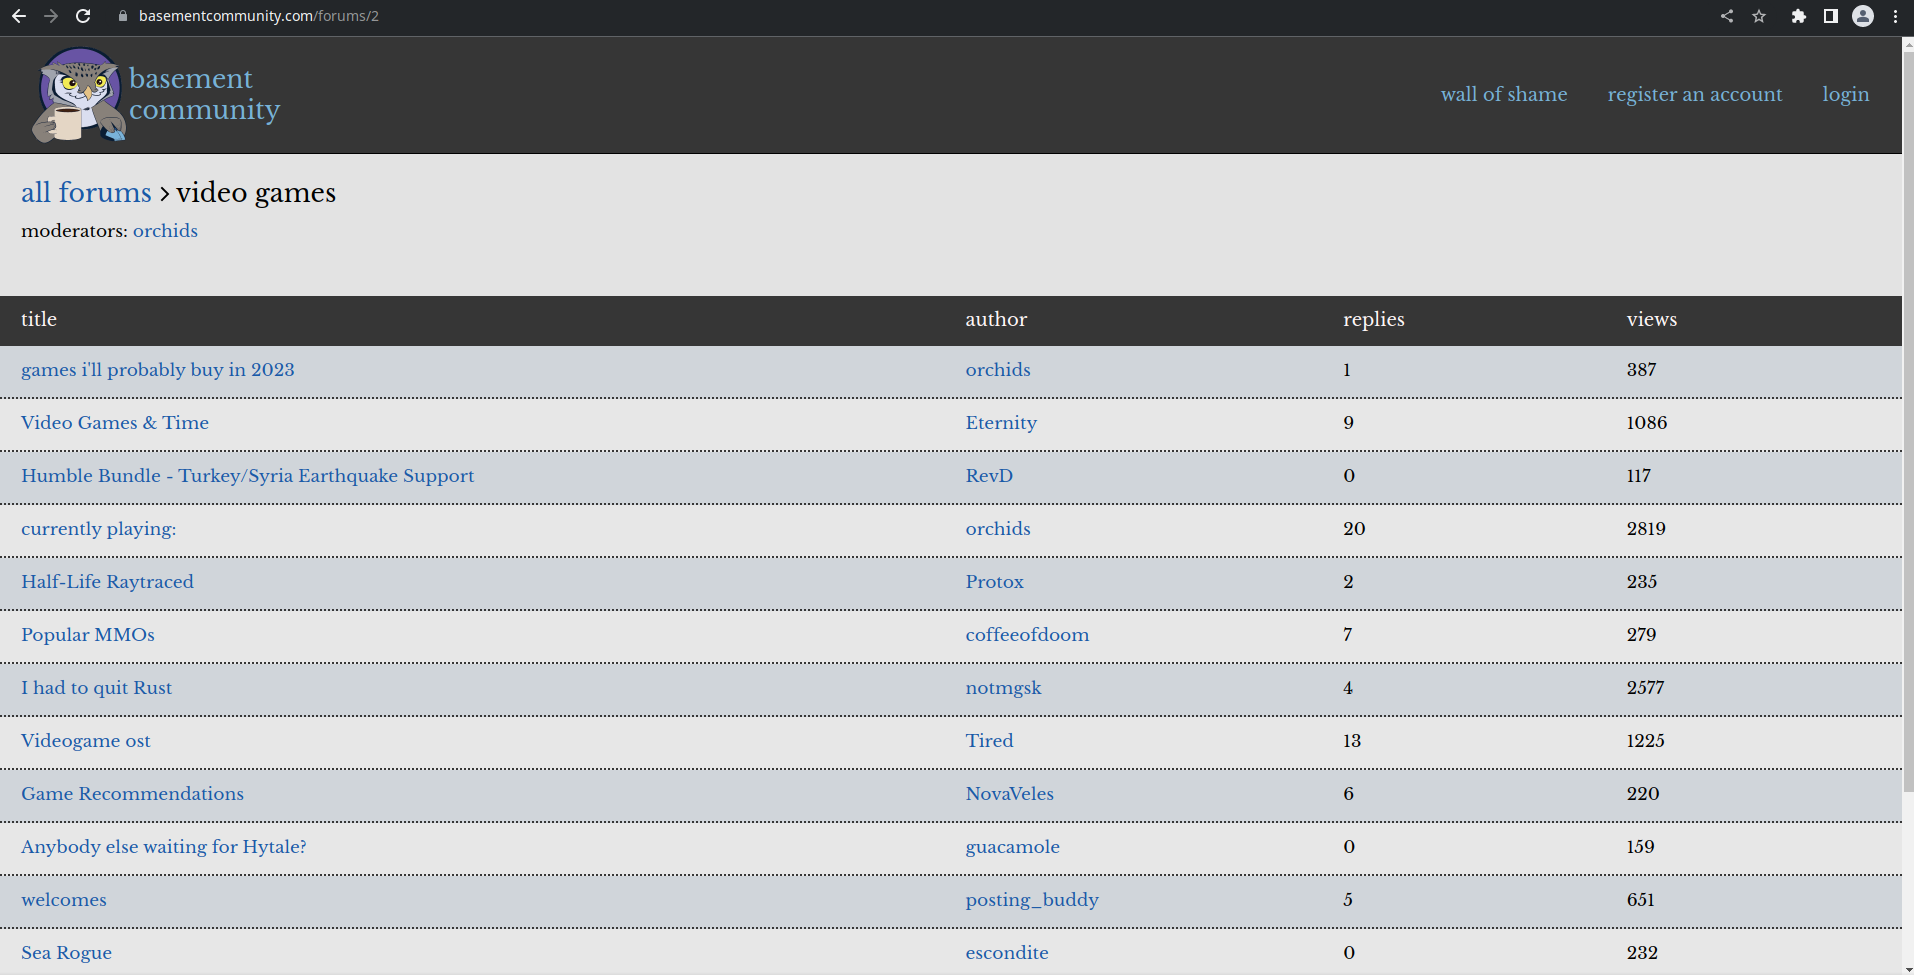 basementcommunity.com/forums/2
basement
community
wall of shame register an account login
all forums > video games
moderators: orchids
title author replies views
games i'll probably buy in 2023 orchids 1 387
Video Games & Time Eternity 9 1086
Humble Bundle - Turkey/Syria Earthquake Support RevD 0 117
currently playing: orchids 20 2819
Half-Life Raytraced Protox 2 235
Popular MMOs coffeeofdoom 7 279
I had to quit Rust notmgsk 4 2577
Videogame ost Tired 13 1225
Game Recommendations NovaVeles 6 220
Anybody else waiting for Hytale? guacamole 0 159
welcomes posting_buddy 5 651
Sea Rogue escondite 0 232